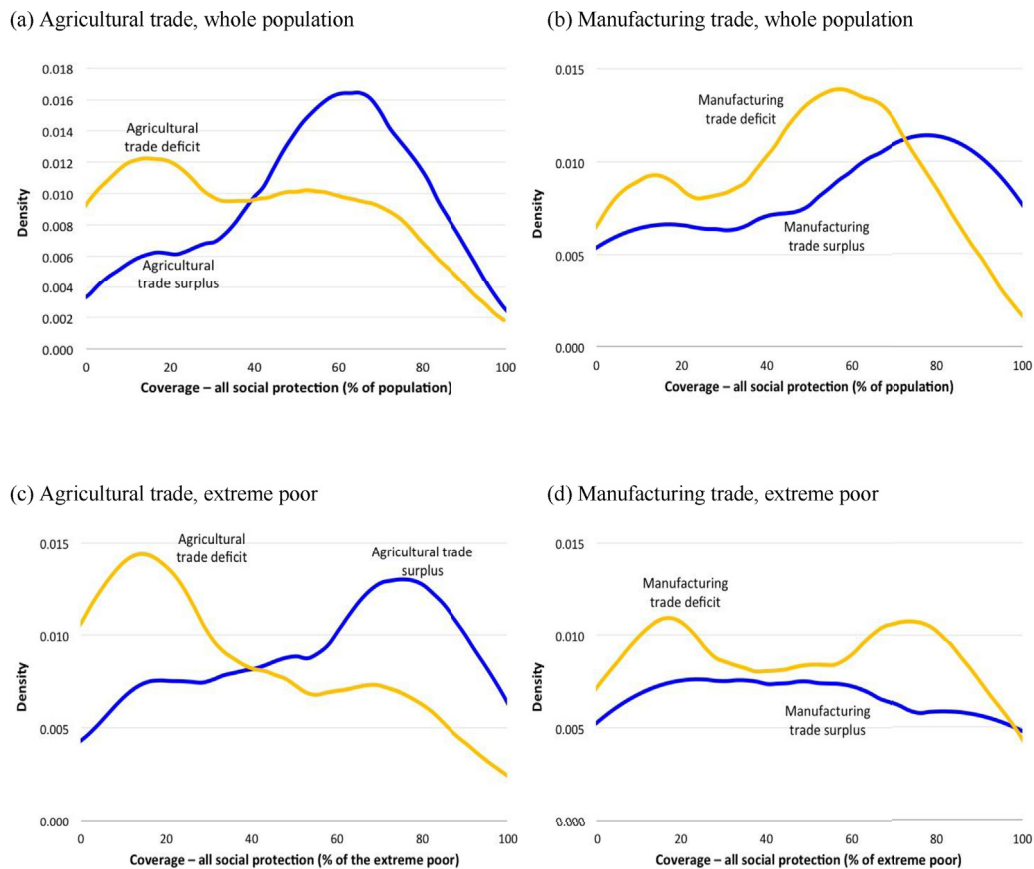 (a) Agricultural trade, whole population
0.018
0.016
0.014
0.012
0.010
0.008
0.006
0.004
0.002
0.000
Density
Agricultural
trade deficit
Agricultural
trade surplus
0 20 40 60 80 100
Coverage – all social protection (% of population)
(b) Manufacturing trade, whole population
0.015
0.010
0.005
0.000
Density
Manufacturing
trade deficit
Manufacturing
trade surplus
0 20 40 60 80 100
Coverage – all social protection (% of population)
(c) Agricultural trade, extreme poor
0.015
0.010
0.005
0.000
Density
Agricultural
trade deficit
Agricultural trade
surplus
0 20 40 60 80 100
Coverage – all social protection (% of the extreme poor)
(d) Manufacturing trade, extreme poor
0.015
0.010
0.005
0.000
Density
Manufacturing
trade deficit
Manufacturing
trade surplus
0 20 40 60 80 100
Coverage – all social protection (% of extreme poor)